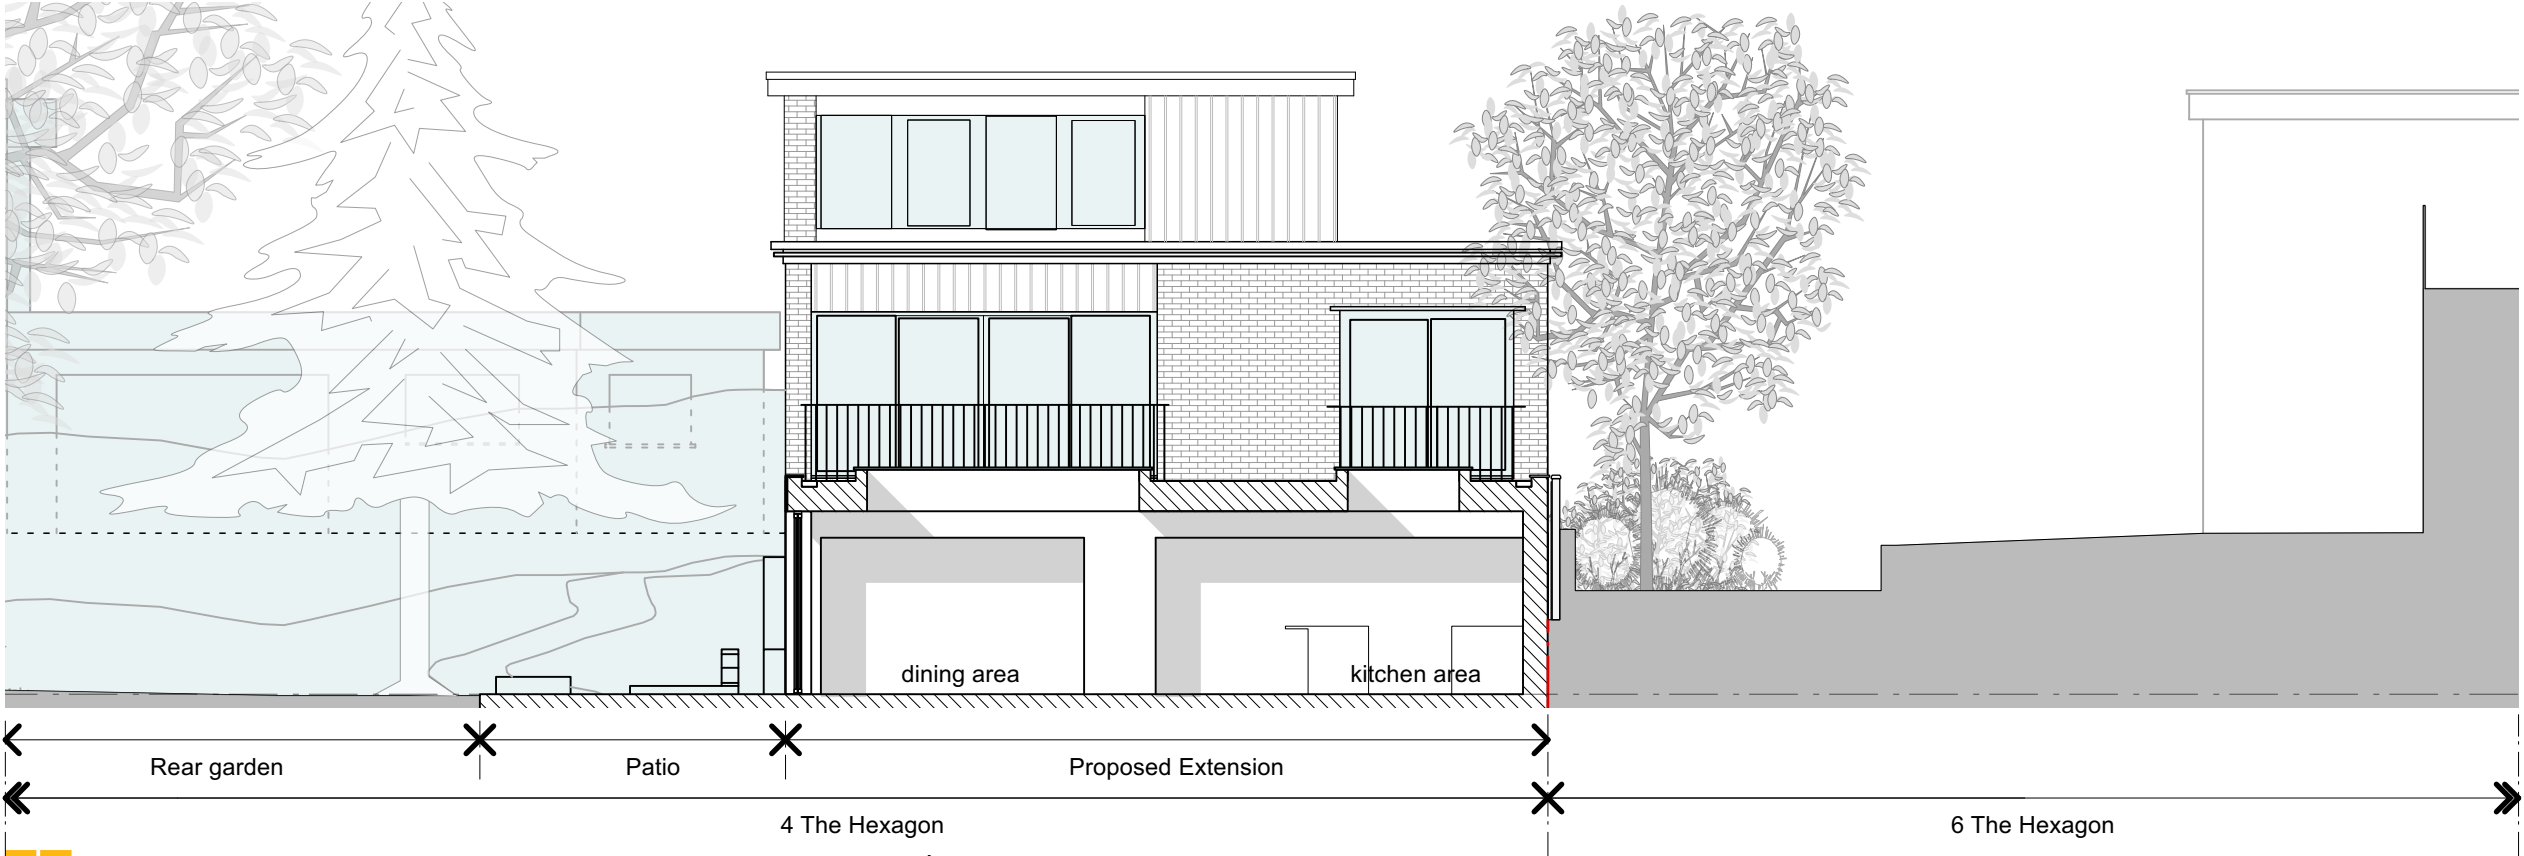 dining area
kitchen area
Rear garden
Patio
Proposed Extension
4 The Hexagon
6 The Hexagon